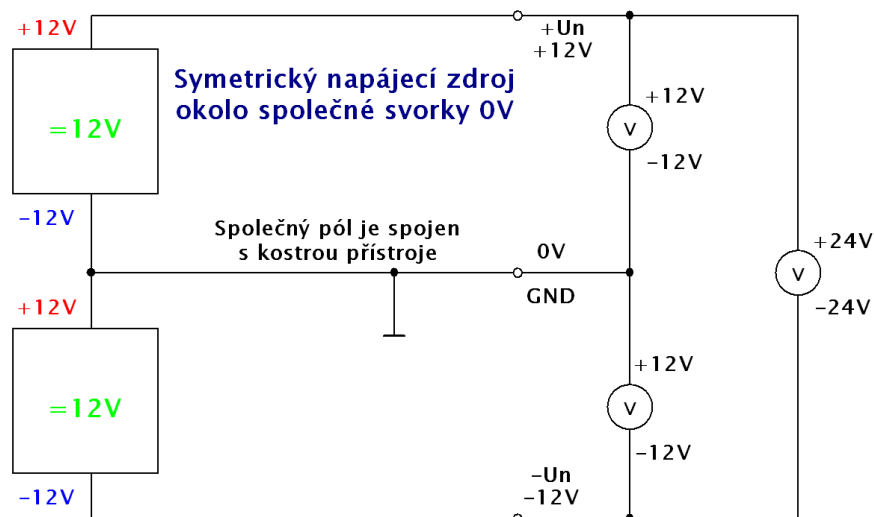 +12V
+Un
+12V
Symetrický napájecí zdroj
okolo společné svorky 0V
=12V
+12V
V
-12V
-12V
Společný pól je spojen
s kostrou přístroje
0V
GND
+24V
V
-24V
+12V
=12V
+12V
V
-12V
-12V
-Un
-12V